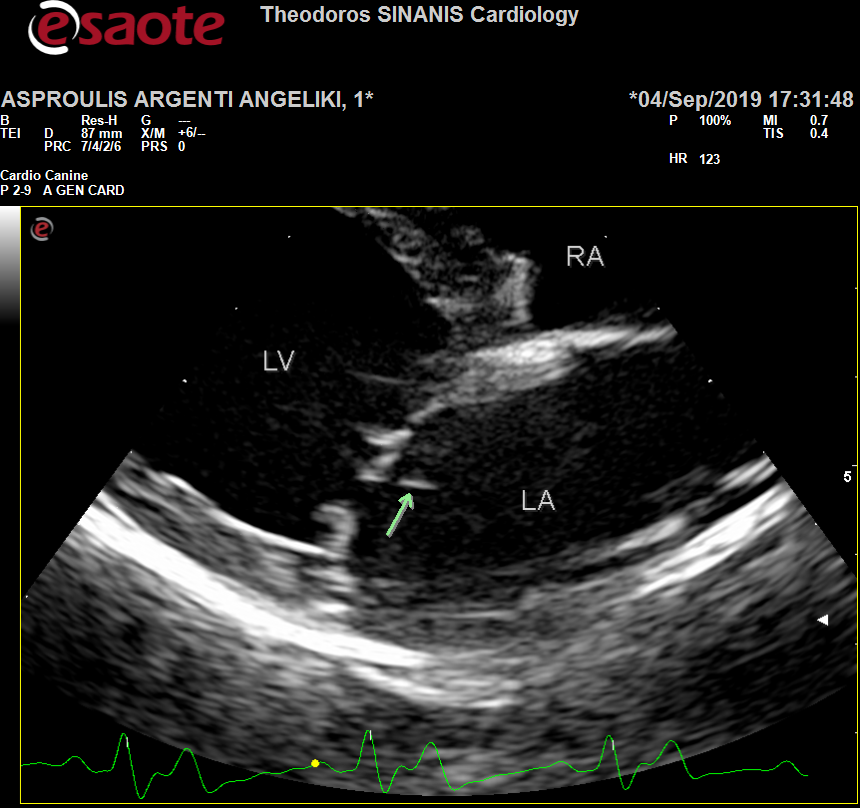 esaote
Theodoros SINANIS Cardiology
ASPROULIS ARGENTI ANGELIKI, 1* *04/Sep/2019 17:31:48
B Res-H G --- P 100% MI 0.7
TEI D 87 mm X/M +6/-- TIS 0.4
PRC 7/4/2/6 PRS 0
HR 123
Cardio Canine
P 2-9 A GEN CARD
e
RA
LV
5
LA